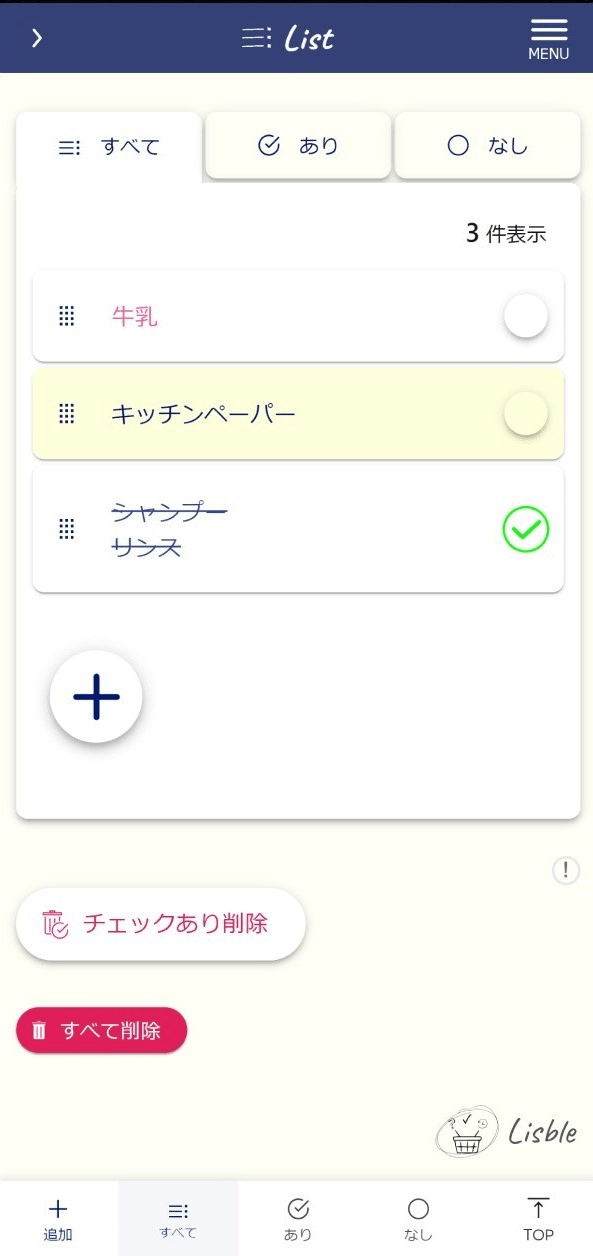 List
MENU
すべて
あり
なし
3 件表示
牛乳
キッチンペーパー
シャンプー
リンス
!
チェックあり削除
すべて削除
Lisble
追加
すべて
あり
なし
TOP